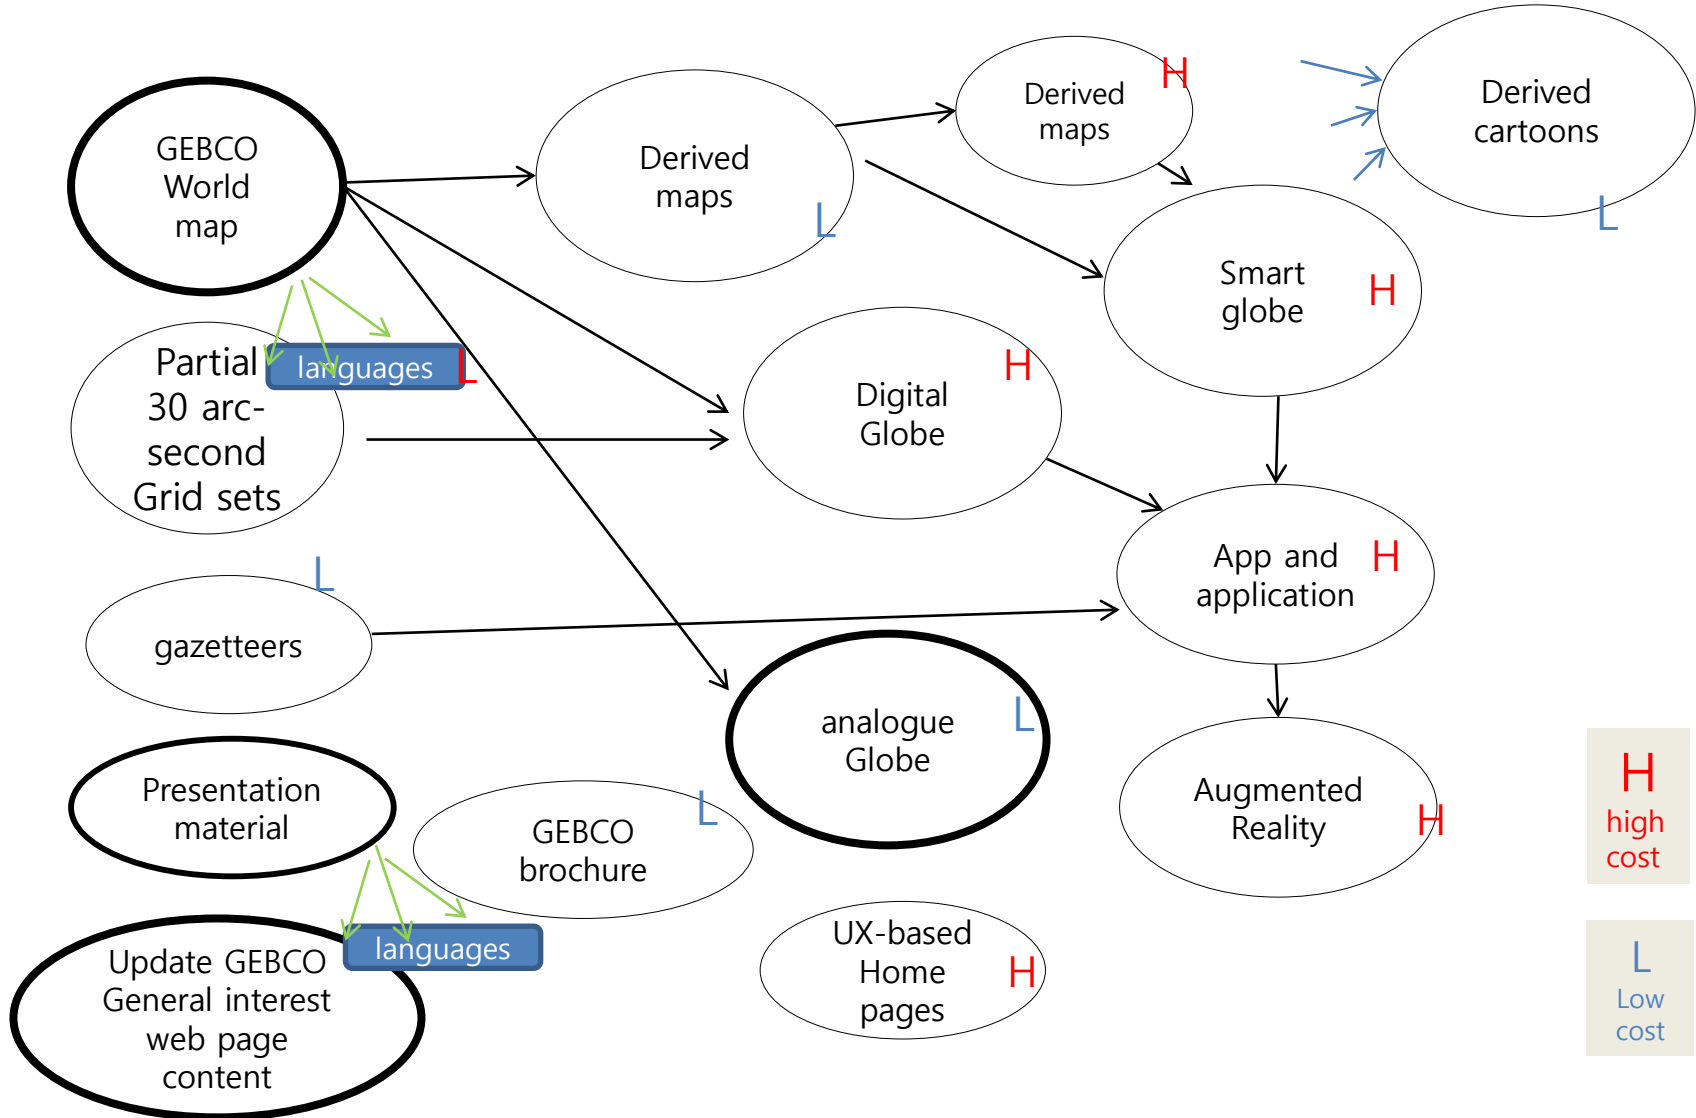 GEBCO
World
map
Derived
maps
L
Derived
maps
H
Derived
cartoons
L
Smart
globe
H
languages
L
Partial
30 arc-
second
Grid sets
Digital
Globe
H
App and
application
H
L
gazetteers
analogue
Globe
L
Presentation
material
GEBCO
brochure
L
Augmented
Reality
H
H
high
cost
languages
Update GEBCO
General interest
web page
content
UX-based
Home
pages
H
L
Low
cost